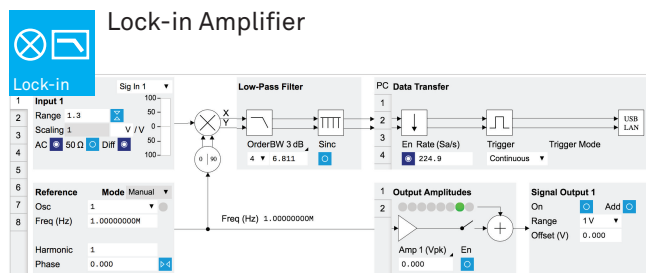 Lock-in Amplifier
Lock-in
1
2
3
4
5
6
7
8
Sig In 1 ▼
Input 1
Range 1.3
Scaling 1 V / V
AC 50 Ω Diff
100 -
50 -
0 -
50 -
100 -
X
Y
0 | 90
Low-Pass Filter
OrderBW 3 dB Sinc
4 ▼ 6.811
PC Data Transfer
1
2
3
4
USB
LAN
En Rate (Sa/s) Trigger Trigger Mode
224.9 Continuous ▼
Reference Mode Manual ▼
Osc 1 ▼
Freq (Hz) 1.00000000M
Harmonic 1
Phase 0.000
Freq (Hz) 1.00000000M
1 Output Amplitudes
2
+
Amp 1 (Vpk) En
0.000
Signal Output 1
On Add
Range 1 V ▼
Offset (V) 0.000